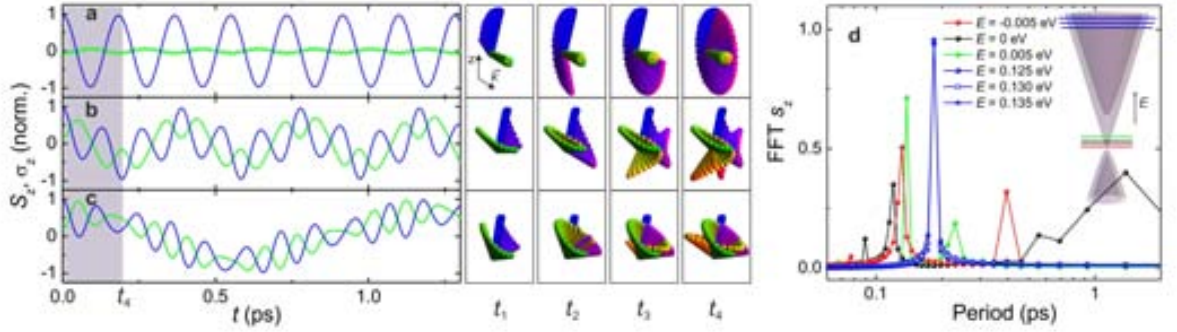 a
1
0
-1
b
1
0
-1
c
1
0
-1
S_z, σ_z (norm.)
0.0
t_4
0.5
1.0
t (ps)
z
t_1
t_2
t_3
t_4
d
1.0
0.5
0.0
FFT s_z
E = -0.005 eV
E = 0 eV
E = 0.005 eV
E = 0.125 eV
E = 0.130 eV
E = 0.135 eV
E
0.1
1
Period (ps)